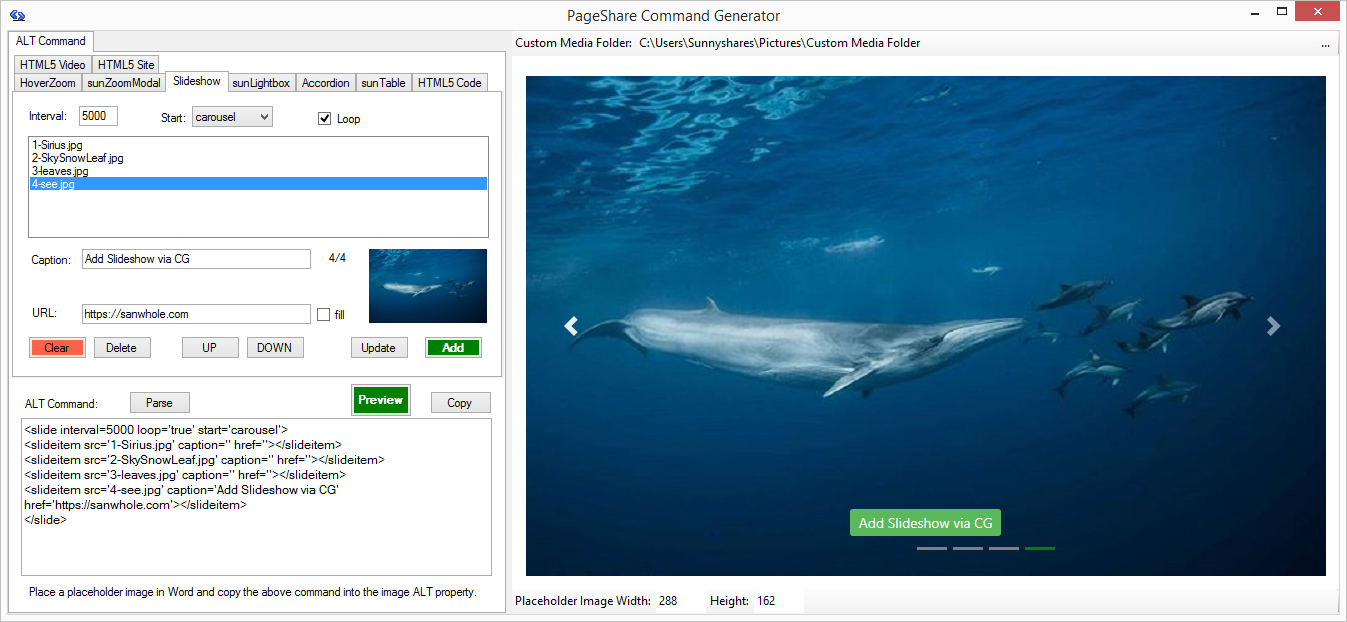 PageShare Command Generator
ALT Command
Custom Media Folder: C:\Users\Sunnyshares\Pictures\Custom Media Folder
...
HTML5 Video HTML5 Site
HoverZoom sunZoomModal Slideshow sunLightbox Accordion sunTable HTML5 Code
Interval: 5000 Start: carousel Loop
1-Sirius.jpg
2-SkySnowLeaf.jpg
3-leaves.jpg
4-see.jpg
Caption: Add Slideshow via CG 4/4
URL: https://sanwhole.com fill
Clear Delete UP DOWN Update Add
ALT Command: Parse Preview Copy
<slide interval=5000 loop='true' start='carousel'>
<slideitem src='1-Sirius.jpg' caption='' href=''></slideitem>
<slideitem src='2-SkySnowLeaf.jpg' caption='' href=''></slideitem>
<slideitem src='3-leaves.jpg' caption='' href=''></slideitem>
<slideitem src='4-see.jpg' caption='Add Slideshow via CG'
href='https://sanwhole.com'></slideitem>
</slide>
Place a placeholder image in Word and copy the above command into the image ALT property.
Add Slideshow via CG
Placeholder Image Width: 288 Height: 162